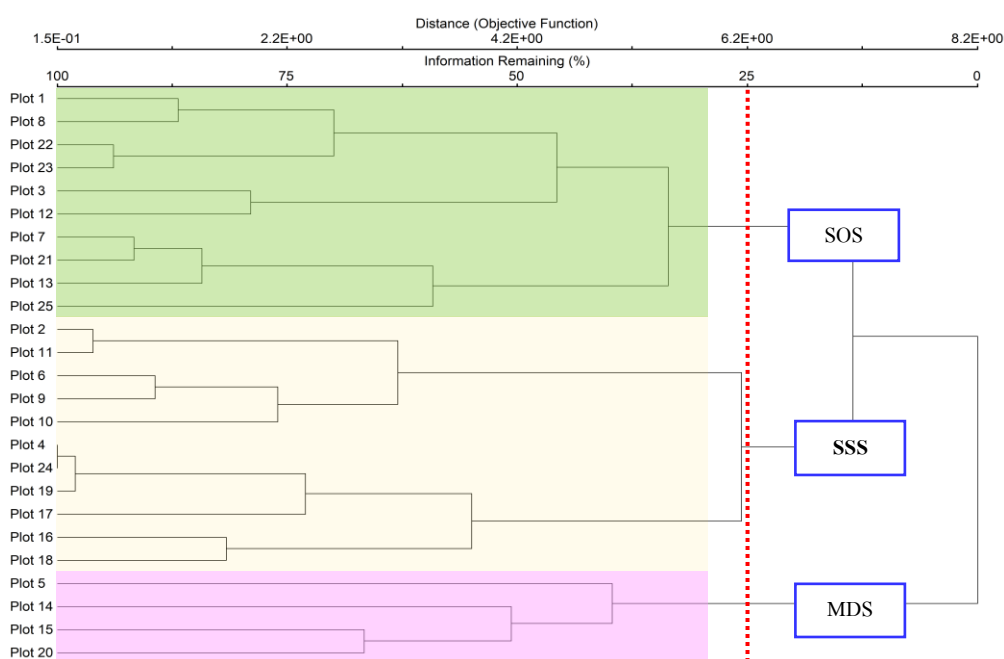 Distance (Objective Function)
1.5E-01 2.2E+00 4.2E+00 6.2E+00 8.2E+00
Information Remaining (%)
100 75 50 25 0
Plot 1
Plot 8
Plot 22
Plot 23
Plot 3
Plot 12
Plot 7
SOS
Plot 21
Plot 13
Plot 25
Plot 2
Plot 11
Plot 6
Plot 9
Plot 10
Plot 4
SSS
Plot 24
Plot 19
Plot 17
Plot 16
Plot 18
Plot 5
Plot 14
MDS
Plot 15
Plot 20